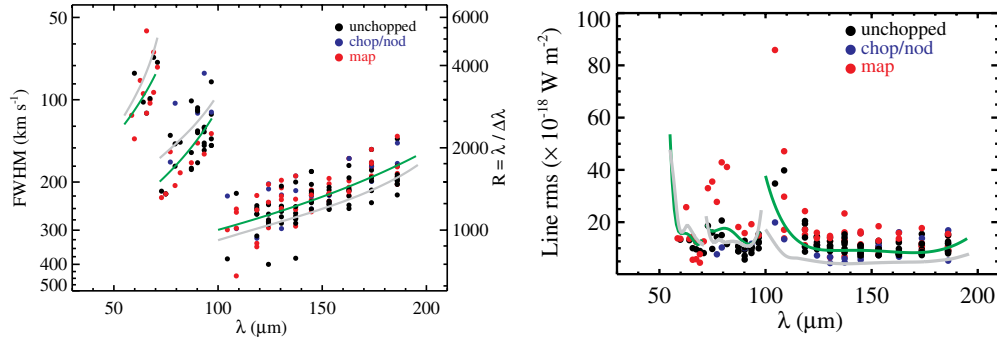 50
100
200
300
400
500
FWHM (km s⁻¹)
6000
4000
2000
1000
R = λ / Δλ
unchopped
chop/nod
map
50 100 150 200
λ (μm)
100
80
60
40
20
Line rms (× 10⁻¹⁸ W m⁻²)
unchopped
chop/nod
map
50 100 150 200
λ (μm)